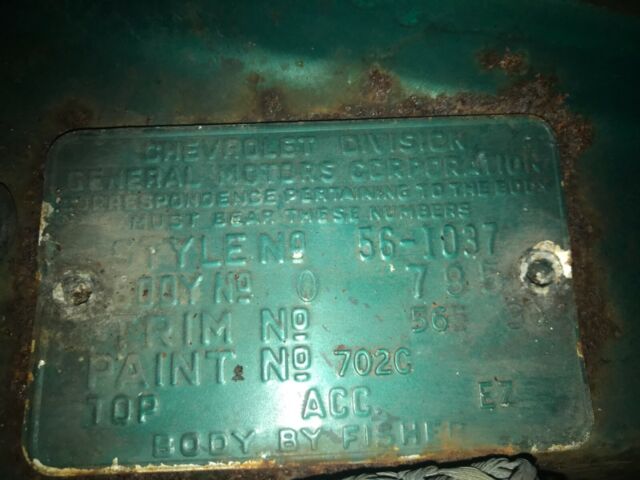 CHEVROLET DIVISION
GENERAL MOTORS CORPORATION
CORRESPONDENCE PERTAINING TO THE BODY
MUST BEAR THESE NUMBERS
STYLE Nº 56-1037
BODY Nº O
TRIM Nº
PAINT Nº 702C
TOP ACC. EZ
BODY BY FISHER